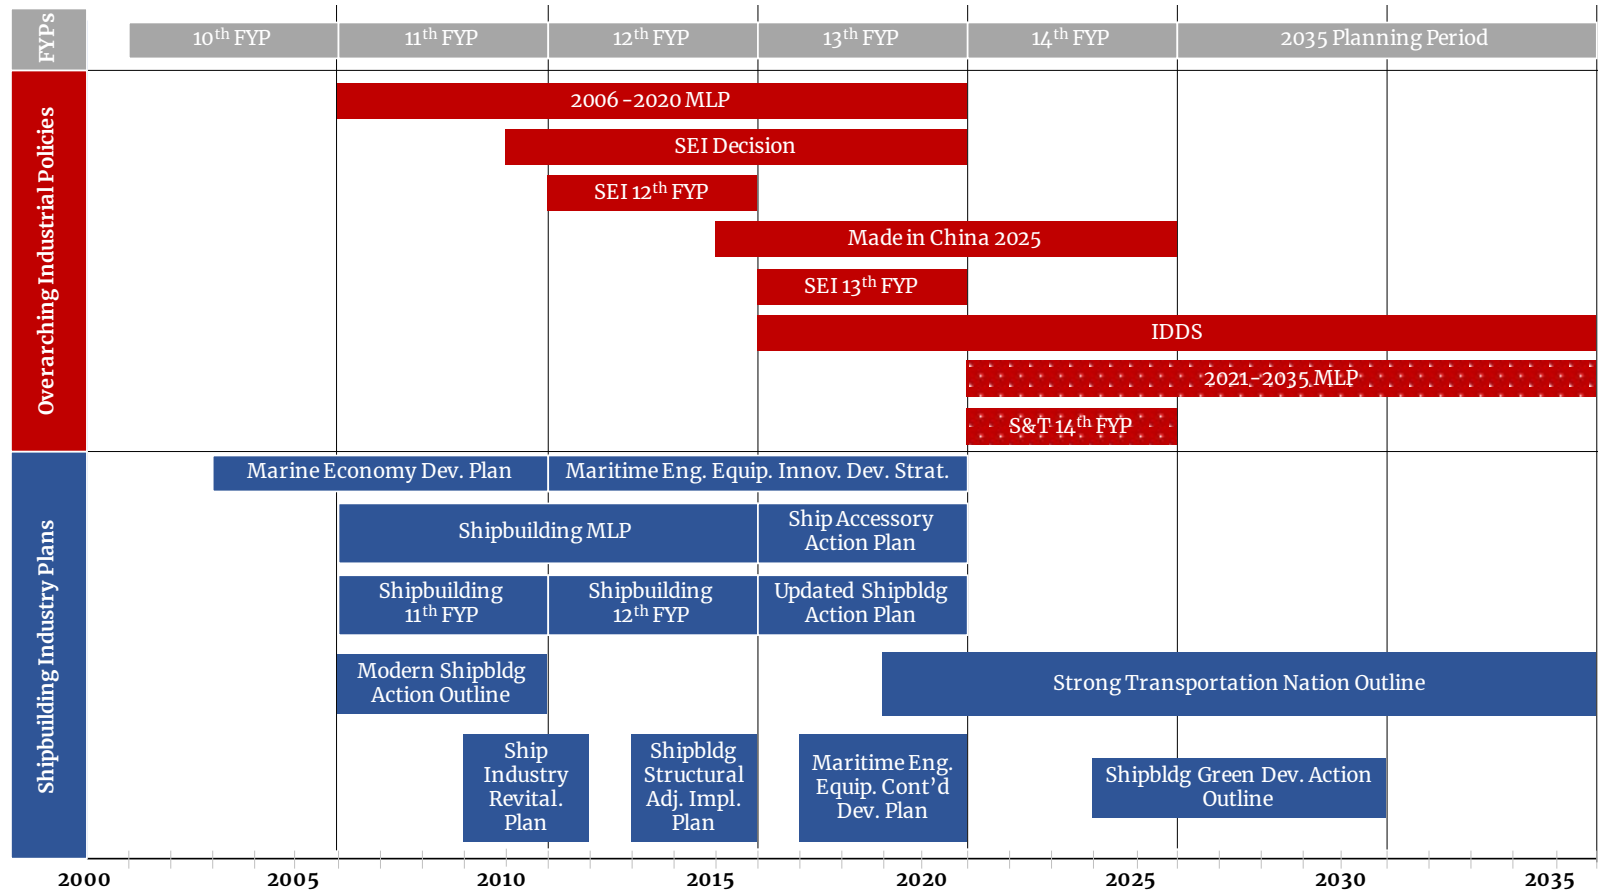 FYPs
10th FYP
11th FYP
12th FYP
13th FYP
14th FYP
2035 Planning Period
Overarching Industrial Policies
2006-2020 MLP
SEI Decision
SEI 12th FYP
Made in China 2025
SEI 13th FYP
IDDS
2021-2035 MLP
S&T 14th FYP
Shipbuilding Industry Plans
Marine Economy Dev. Plan
Maritime Eng. Equip. Innov. Dev. Strat.
Shipbuilding MLP
Ship Accessory
Action Plan
Shipbuilding
11th FYP
Shipbuilding
12th FYP
Updated Shipbldg
Action Plan
Modern Shipbldg
Action Outline
Strong Transportation Nation Outline
Ship
Industry
Revital.
Plan
Shipbldg
Structural
Adj. Impl.
Plan
Maritime Eng.
Equip. Cont’d
Dev. Plan
Shipbldg Green Dev. Action
Outline
2000
2005
2010
2015
2020
2025
2030
2035